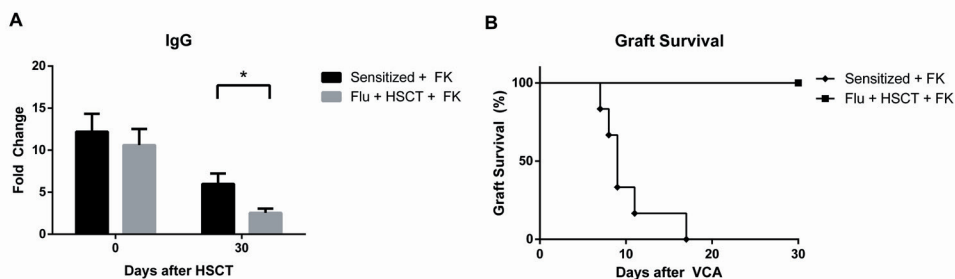 A
IgG
20
15
10
5
0
Fold Change
0
30
Days after HSCT
*
Sensitized + FK
Flu + HSCT + FK
B
Graft Survival
100
50
0
Graft Survival (%)
0
10
20
30
Days after VCA
Sensitized + FK
Flu + HSCT + FK